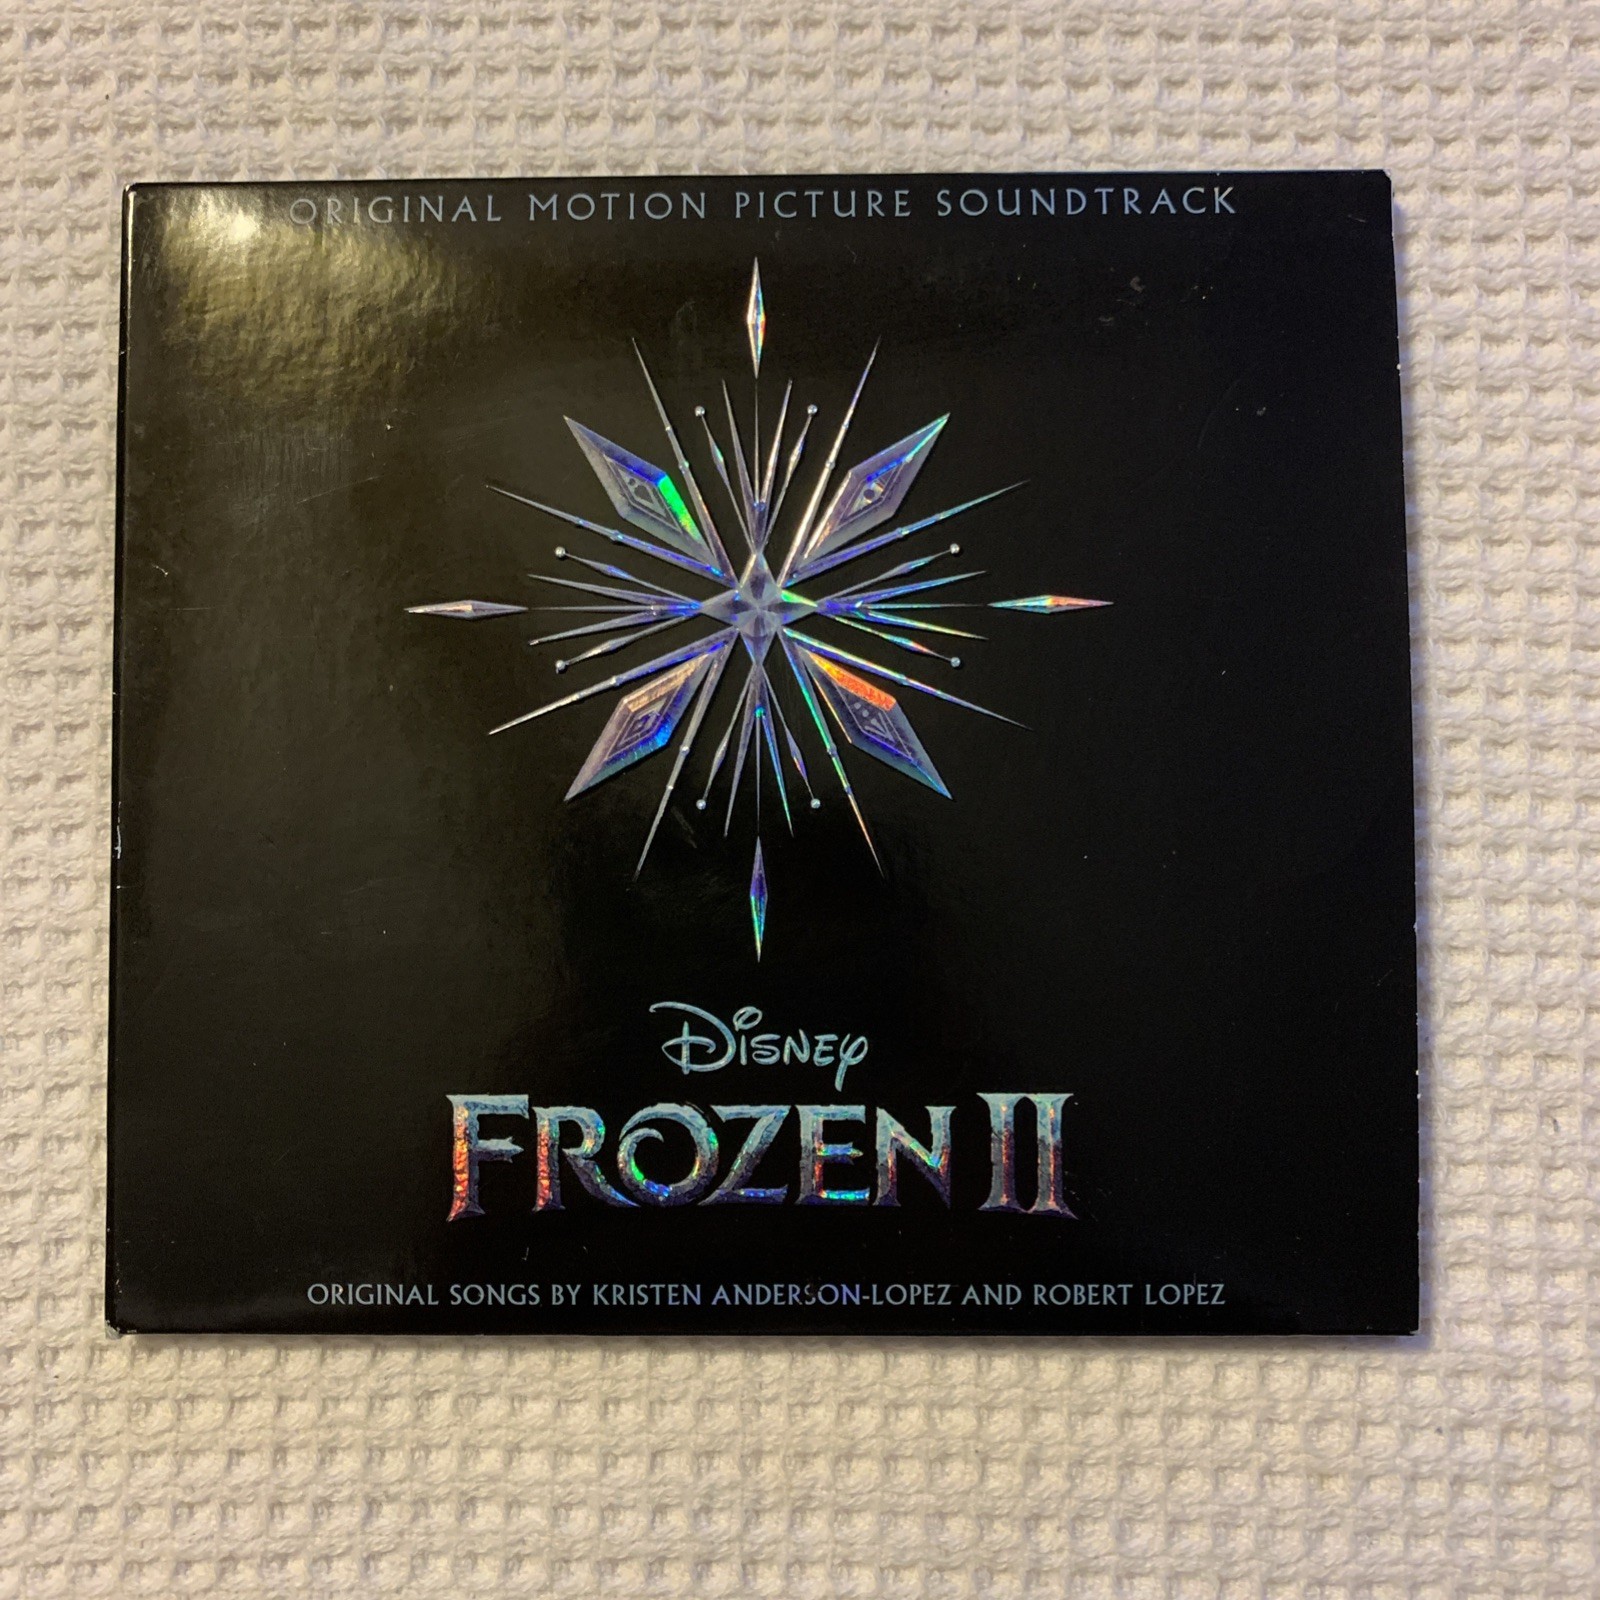 ORIGINAL MOTION PICTURE SOUNDTRACK
DISNEY
FROZEN II
ORIGINAL SONGS BY KRISTEN ANDERSON-LOPEZ AND ROBERT LOPEZ